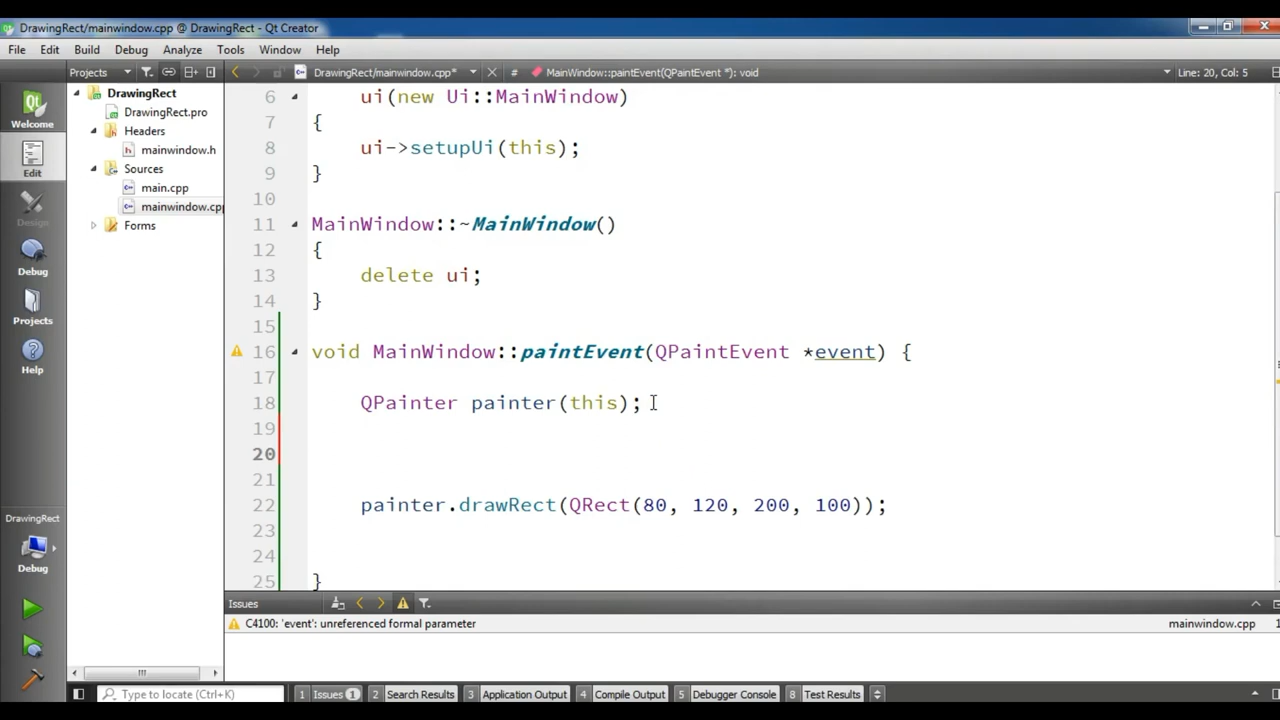 DrawingRect/mainwindow.cpp @ DrawingRect - Qt Creator
File Edit Build Debug Analyze Tools Window Help
Projects DrawingRect/mainwindow.cpp* # MainWindow::paintEvent(QPaintEvent *): void Line: 20, Col: 5
Welcome
Edit
Design
Debug
Projects
Help
DrawingRect
Debug
DrawingRect
DrawingRect.pro
Headers
mainwindow.h
Sources
main.cpp
mainwindow.cpp
Forms
6 ui(new Ui::MainWindow)
7 {
8 ui->setupUi(this);
9 }
10
11 MainWindow::~MainWindow()
12 {
13 delete ui;
14 }
15
16 void MainWindow::paintEvent(QPaintEvent *event) {
17
18 QPainter painter(this);
19
20
21
22 painter.drawRect(QRect(80, 120, 200, 100));
23
24
25 }
Issues
C4100: 'event': unreferenced formal parameter mainwindow.cpp 1
Type to locate (Ctrl+K) 1 Issues 1 2 Search Results 3 Application Output 4 Compile Output 5 Debugger Console 8 Test Results